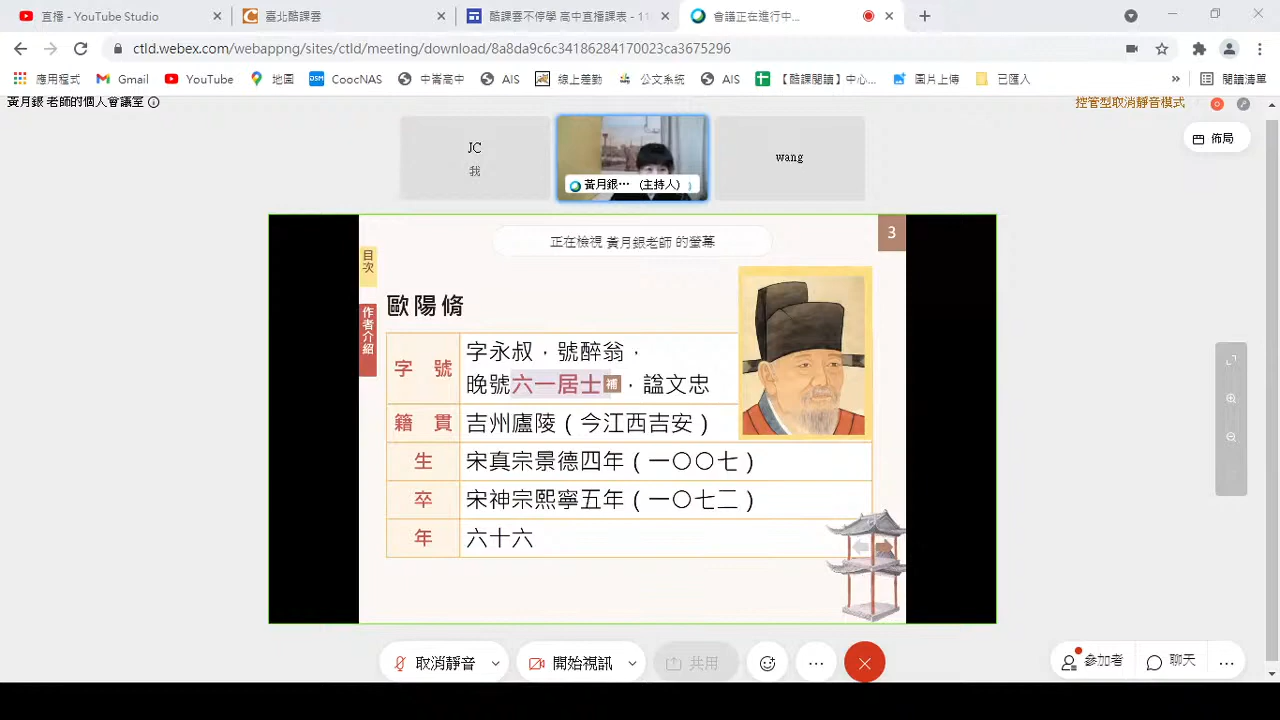 直播 - YouTube Studio
臺北酷課雲
酷課雲不停學 高中直播課表 - 11
會議正在進行中...
ctld.webex.com/webappng/sites/ctld/meeting/download/8a8da9c6c34186284170023ca3675296
應用程式
Gmail
YouTube
地圖
CoocNAS
中崙業中
AIS
線上差勤
公文系統
AIS
【酷課閱讀】中心...
圖片上傳
已匯入
»
閱讀清單
黃月銀 老師的個人會議室
控管型取消靜音模式
佈局
JC
我
黃月銀… (主持人)
wang
正在檢視 黃月銀老師 的螢幕
3
目次
作者介紹
歐陽脩
字 號
字永叔，號醉翁，
晚號六一居士補，諡文忠
籍 貫
吉州廬陵（今江西吉安）
生
宋真宗景德四年（一〇〇七）
卒
宋神宗熙寧五年（一〇七二）
年
六十六
取消靜音
開始視訊
共用
參加者
聊天